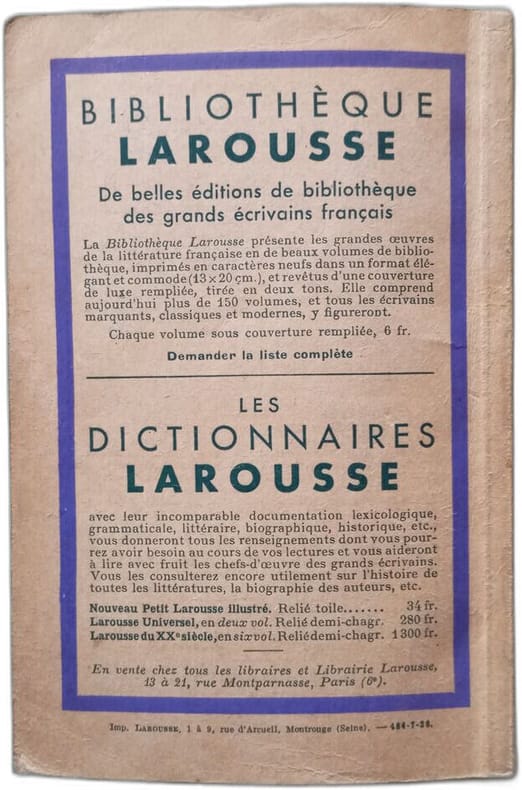 BIBLIOTHÈQUE
LAROUSSE
De belles éditions de bibliothèque
des grands écrivains français
La Bibliothèque Larousse présente les grandes œuvres
de la littérature française en de beaux volumes de biblio-
thèque, imprimés en caractères neufs dans un format élé-
gant et commode (13 × 20 cm.), et revêtus d'une couverture
de luxe rempliée, tirée en deux tons. Elle comprend
aujourd'hui plus de 150 volumes, et tous les écrivains
marquants, classiques et modernes, y figureront.
Chaque volume sous couverture rempliée, 6 fr.
Demander la liste complète
LES
DICTIONNAIRES
LAROUSSE
avec leur incomparable documentation lexicologique,
grammaticale, littéraire, biographique, historique, etc.,
vous donneront tous les renseignements dont vous pour-
rez avoir besoin au cours de vos lectures et vous aideront
à lire avec fruit les chefs-d'œuvre des grands écrivains.
Vous les consulterez encore utilement sur l'histoire de
toutes les littératures, la biographie des auteurs, etc.
Nouveau Petit Larousse illustré. Relié toile....... 34 fr.
Larousse Universel, en deux vol. Relié demi-chagr. 280 fr.
Larousse du XXe siècle, en six vol. Relié demi-chagr. 1 300 fr.
En vente chez tous les libraires et Librairie Larousse,
13 à 21, rue Montparnasse, Paris (6e).
Imp. LAROUSSE, 1 à 9, rue d'Arcueil, Montrouge (Seine). —